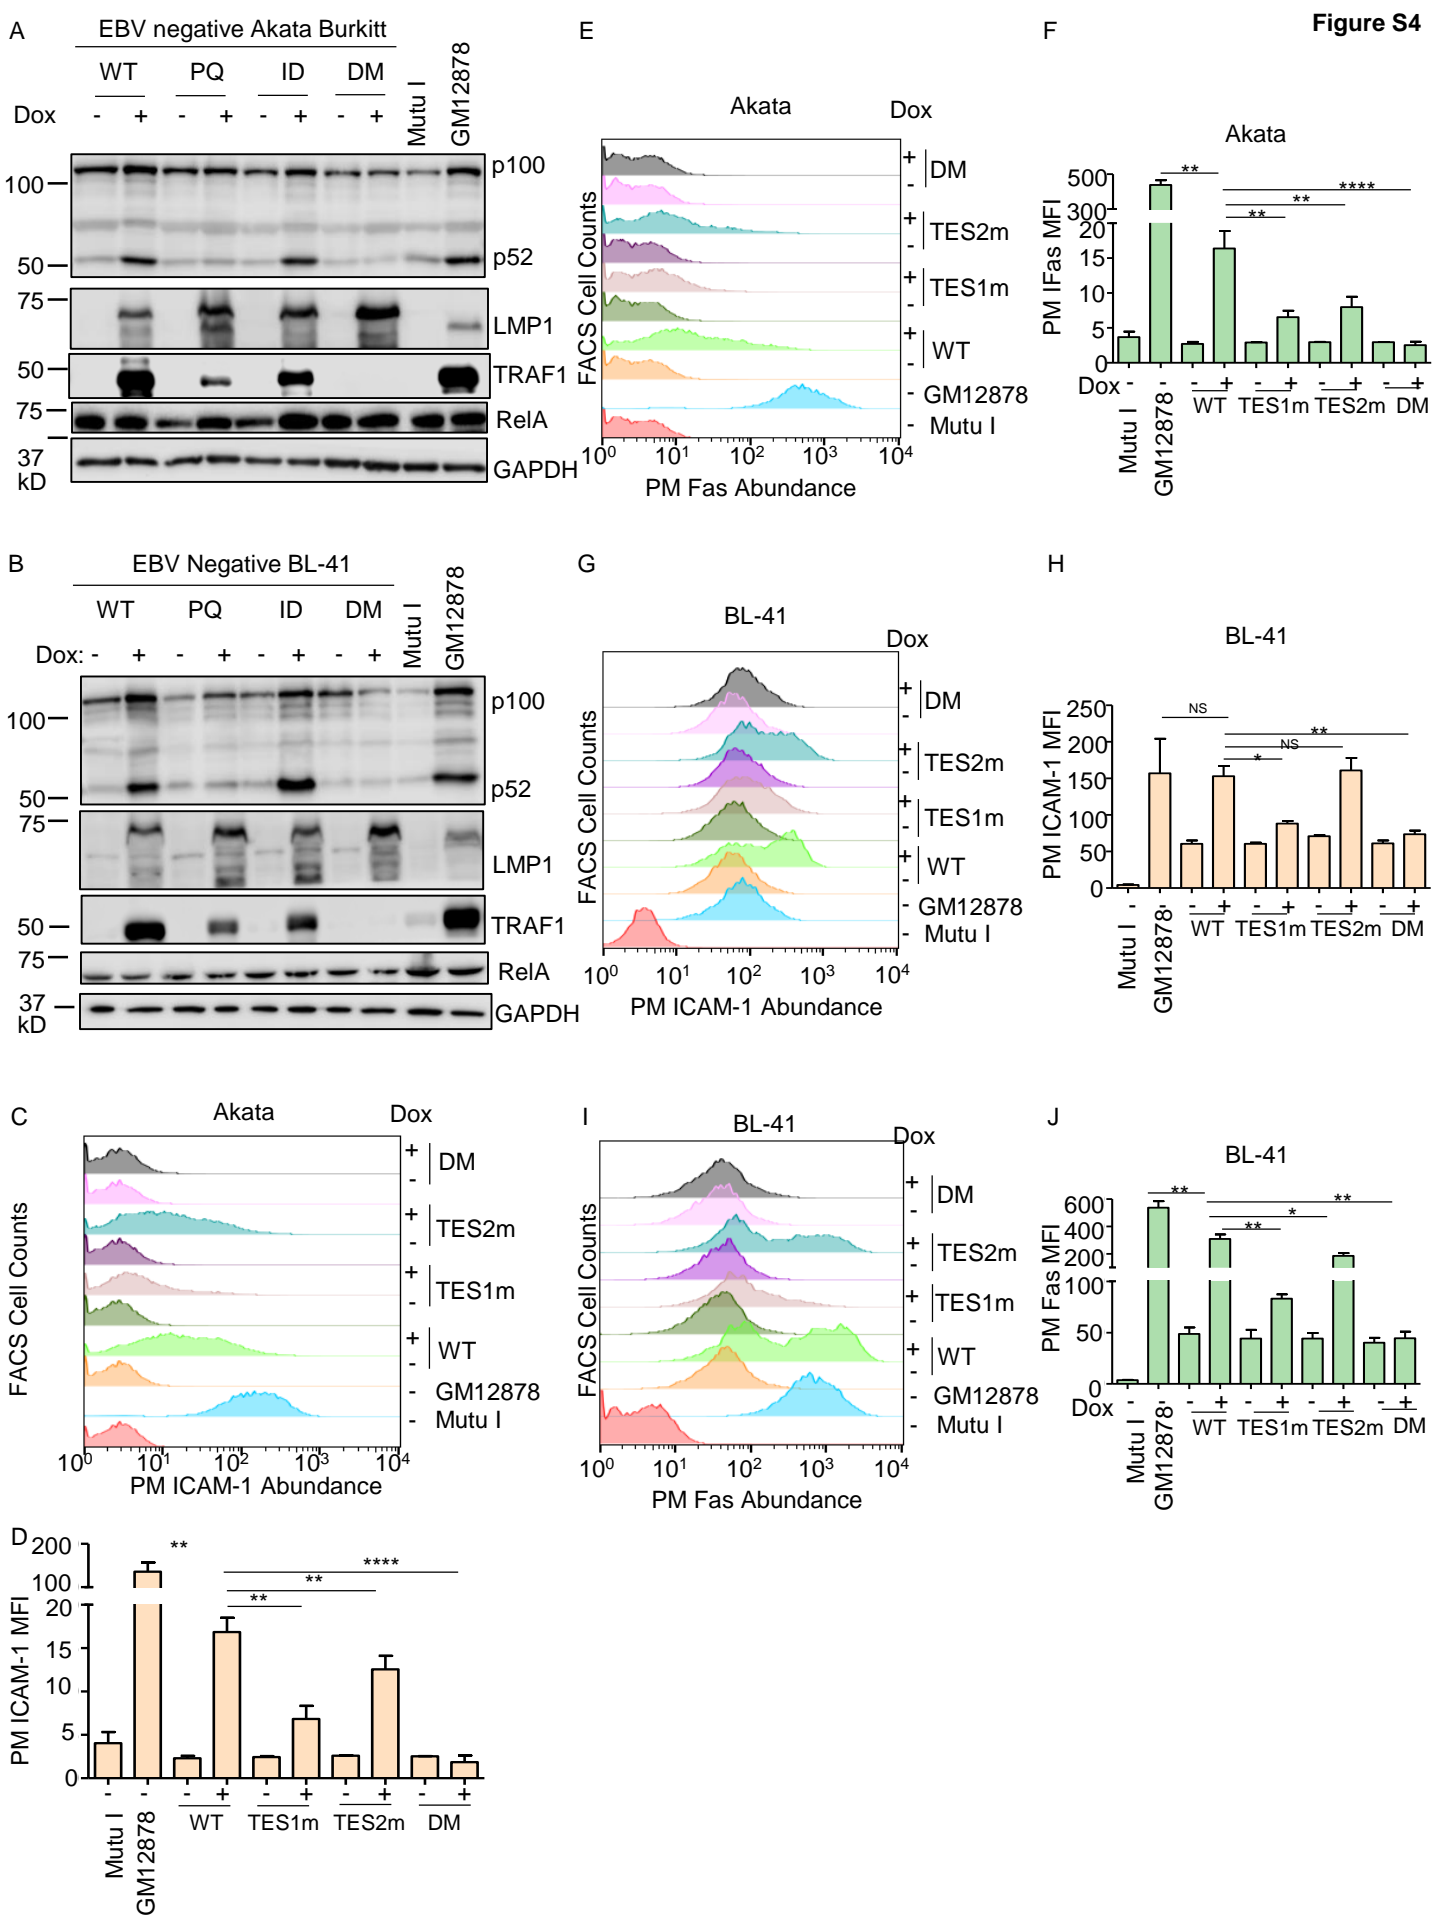 Figure S4
A
EBV negative Akata Burkitt
WT PQ ID DM Mutu I GM12878
Dox - + - + - + - +
100
50
p100
p52
75
LMP1
50
TRAF1
75
RelA
37
kD
GAPDH
B
EBV Negative BL-41
WT PQ ID DM Mutu I GM12878
Dox: - + - + - + - +
100
50
p100
p52
75
LMP1
50
TRAF1
75
RelA
37
kD
GAPDH
C
Akata
Dox
FACS Cell Counts
+
-
DM
+
-
TES2m
+
-
TES1m
+
-
WT
- GM12878
- Mutu I
10^0 10^1 10^2 10^3 10^4
PM ICAM-1 Abundance
D
PM ICAM-1 MFI
200
100
20
15
10
5
0
**
****
**
**
- - - + - + - + - +
Mutu I GM12878 WT TES1m TES2m DM
E
Akata
Dox
FACS Cell Counts
+
-
DM
+
-
TES2m
+
-
TES1m
+
-
WT
- GM12878
- Mutu I
10^0 10^1 10^2 10^3 10^4
PM Fas Abundance
F
Akata
PM IFas MFI
500
300
20
15
10
5
0
**
****
**
**
Dox - - - + - + - + - +
Mutu I GM12878 WT TES1m TES2m DM
G
BL-41
Dox
FACS Cell Counts
+
-
DM
+
-
TES2m
+
-
TES1m
+
-
WT
- GM12878
- Mutu I
10^0 10^1 10^2 10^3 10^4
PM ICAM-1 Abundance
H
BL-41
PM ICAM-1 MFI
250
200
150
100
50
0
NS
**
NS
*
- - - + - + - + - +
Mutu I GM12878 WT TES1m TES2m DM
I
BL-41
Dox
FACS Cell Counts
+
-
DM
+
-
TES2m
+
-
TES1m
+
-
WT
- GM12878
- Mutu I
10^0 10^1 10^2 10^3 10^4
PM Fas Abundance
J
BL-41
PM Fas MFI
600
400
200
100
50
0
**
**
*
**
Dox - - - + - + - + - +
Mutu I GM12878 WT TES1m TES2m DM